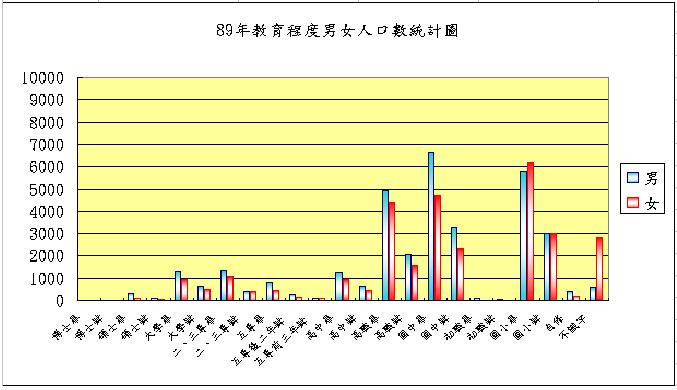 89年教育程度男女人口數統計圖
10000
9000
8000
7000
6000
5000
4000
3000
2000
1000
0
男
女
博士畢
博士肄
碩士畢
碩士肄
大學畢
大學肄
二、三專畢
二、三專肄
五專畢
五專後二年肄
五專前三年肄
高中畢
高中肄
高職畢
高職肄
國中畢
國中肄
初職畢
初職肄
國小畢
國小肄
自修
不識字